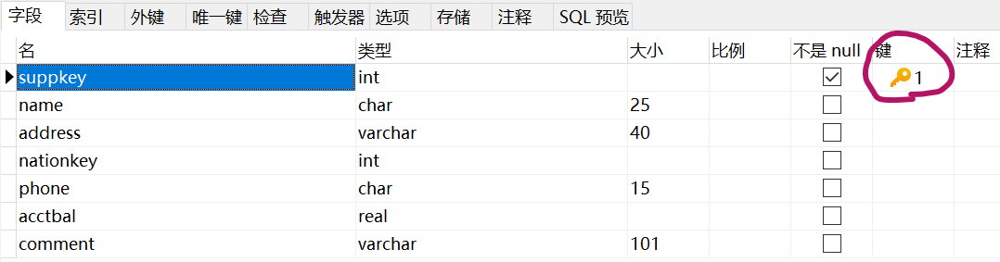 字段 索引 外键 唯一键 检查 触发器 选项 存储 注释 SQL 预览
名 类型 大小 比例 不是 null 键 注释
suppkey int 1
name char 25
address varchar 40
nationkey int
phone char 15
acctbal real
comment varchar 101